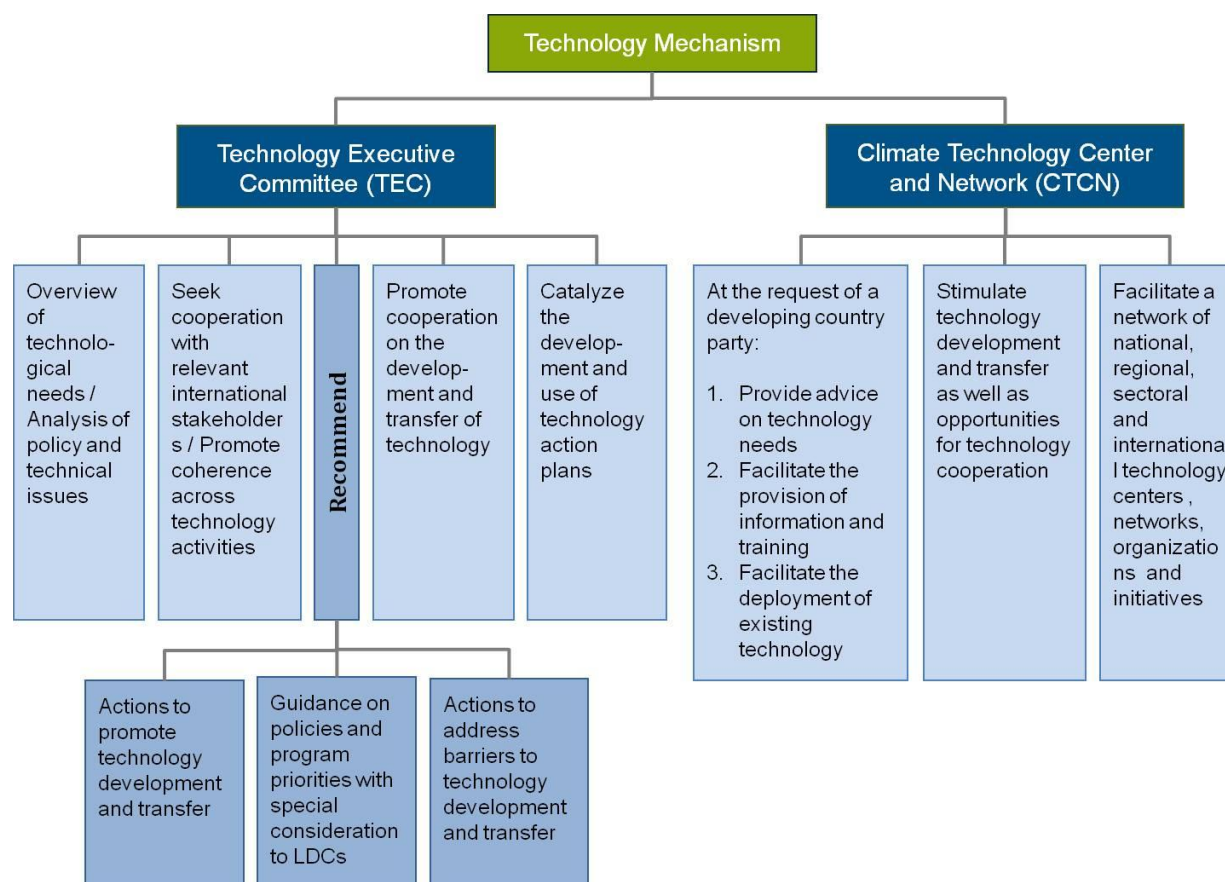 Technology Mechanism
Technology Executive
Committee (TEC)
Climate Technology Center
and Network (CTCN)
Overview
of
technolo-
gical
needs /
Analysis of
policy and
technical
issues
Seek
cooperation
with
relevant
international
stakeholder
s / Promote
coherence
across
technology
activities
Recommend
Promote
cooperation
on the
develop-
ment and
transfer of
technology
Catalyze
the
develop-
ment and
use of
technology
action
plans
At the request of a
developing country
party:
1. Provide advice
on technology
needs
2. Facilitate the
provision of
information and
training
3. Facilitate the
deployment of
existing
technology
Stimulate
technology
development
and transfer
as well as
opportunities
for technology
cooperation
Facilitate a
network of
national,
regional,
sectoral
and
internationa
l technology
centers ,
networks,
organizatio
ns and
initiatives
Actions to
promote
technology
development
and transfer
Guidance on
policies and
program
priorities with
special
consideration
to LDCs
Actions to
address
barriers to
technology
development
and transfer